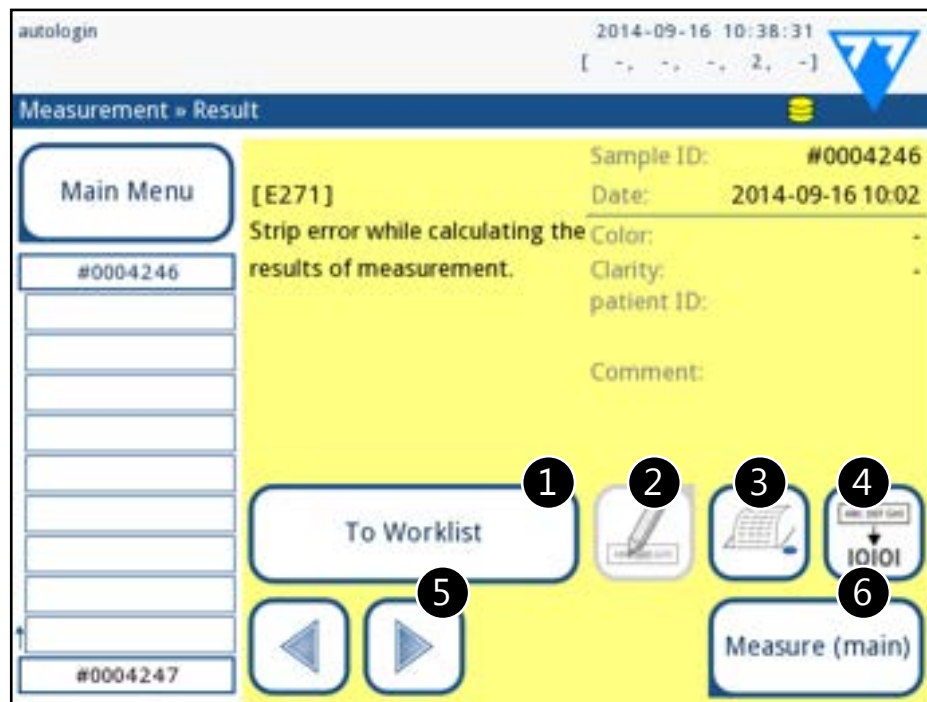 autologin
2014-09-16 10:38:31
[ -, -, -, 2, -]
Measurement » Result
Main Menu
#0004246
#0004247
[E271]
Strip error while calculating the
results of measurement.
Sample ID: #0004246
Date: 2014-09-16 10:02
Color: -
Clarity: -
patient ID:
Comment:
1
2
3
4
To Worklist
IOIOI
5
6
Measure (main)